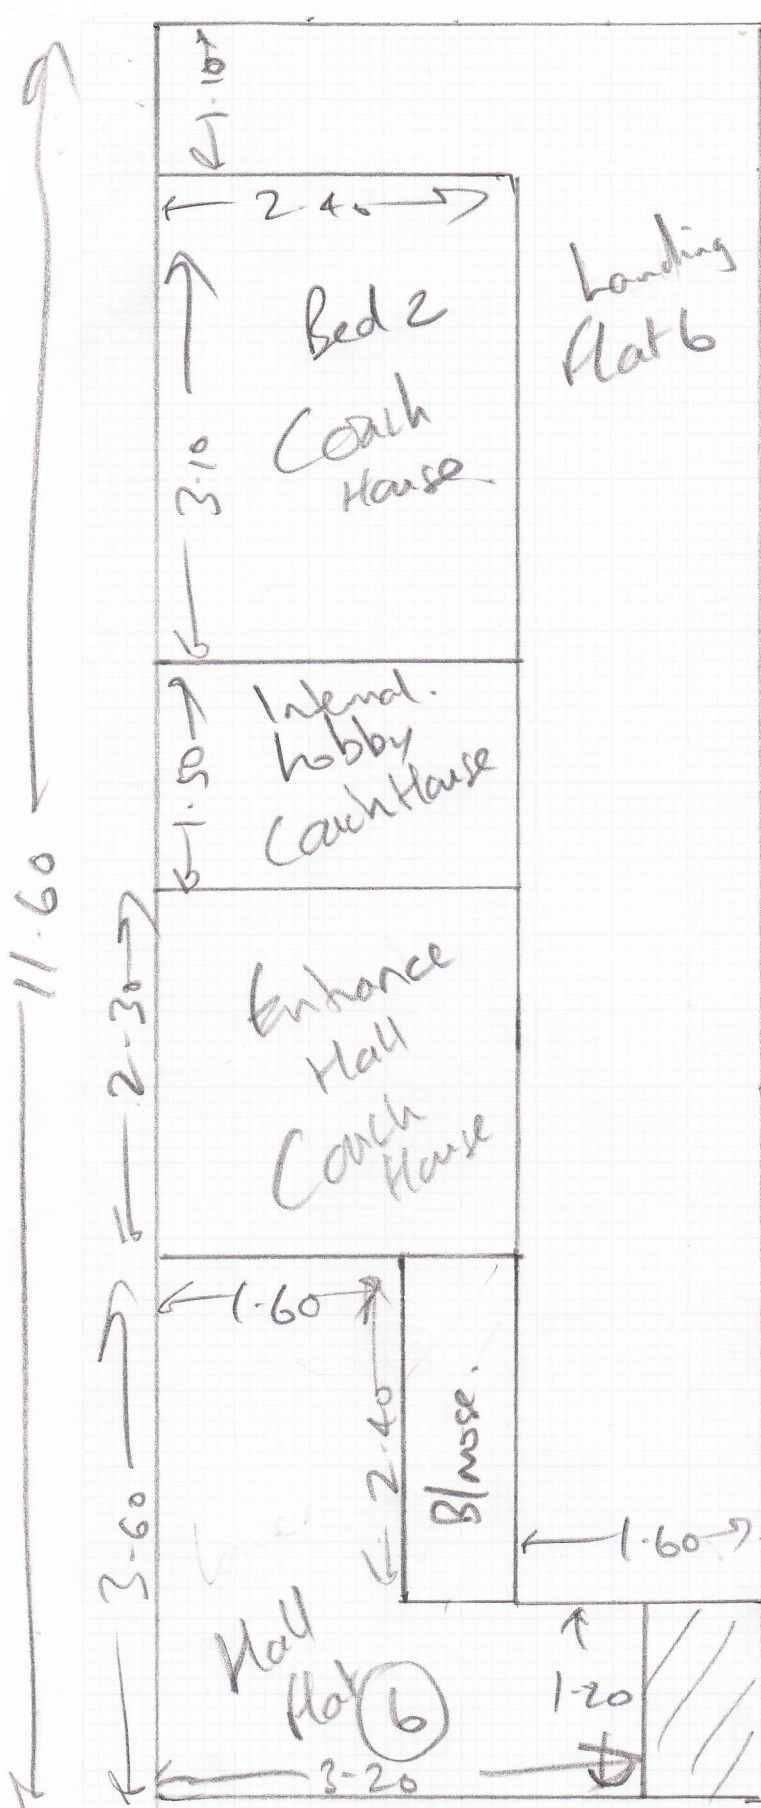 1.10
2.40
Landing
Flat 6
Bed 2
Coach
House
3.10
Internal.
Lobby
Coach House
1.50
11.60
2.30
Entrance
Hall
Coach
House
1.60
2.40
B/nose.
1.60
3-60
Hall
Flat 6
1-20
3-20